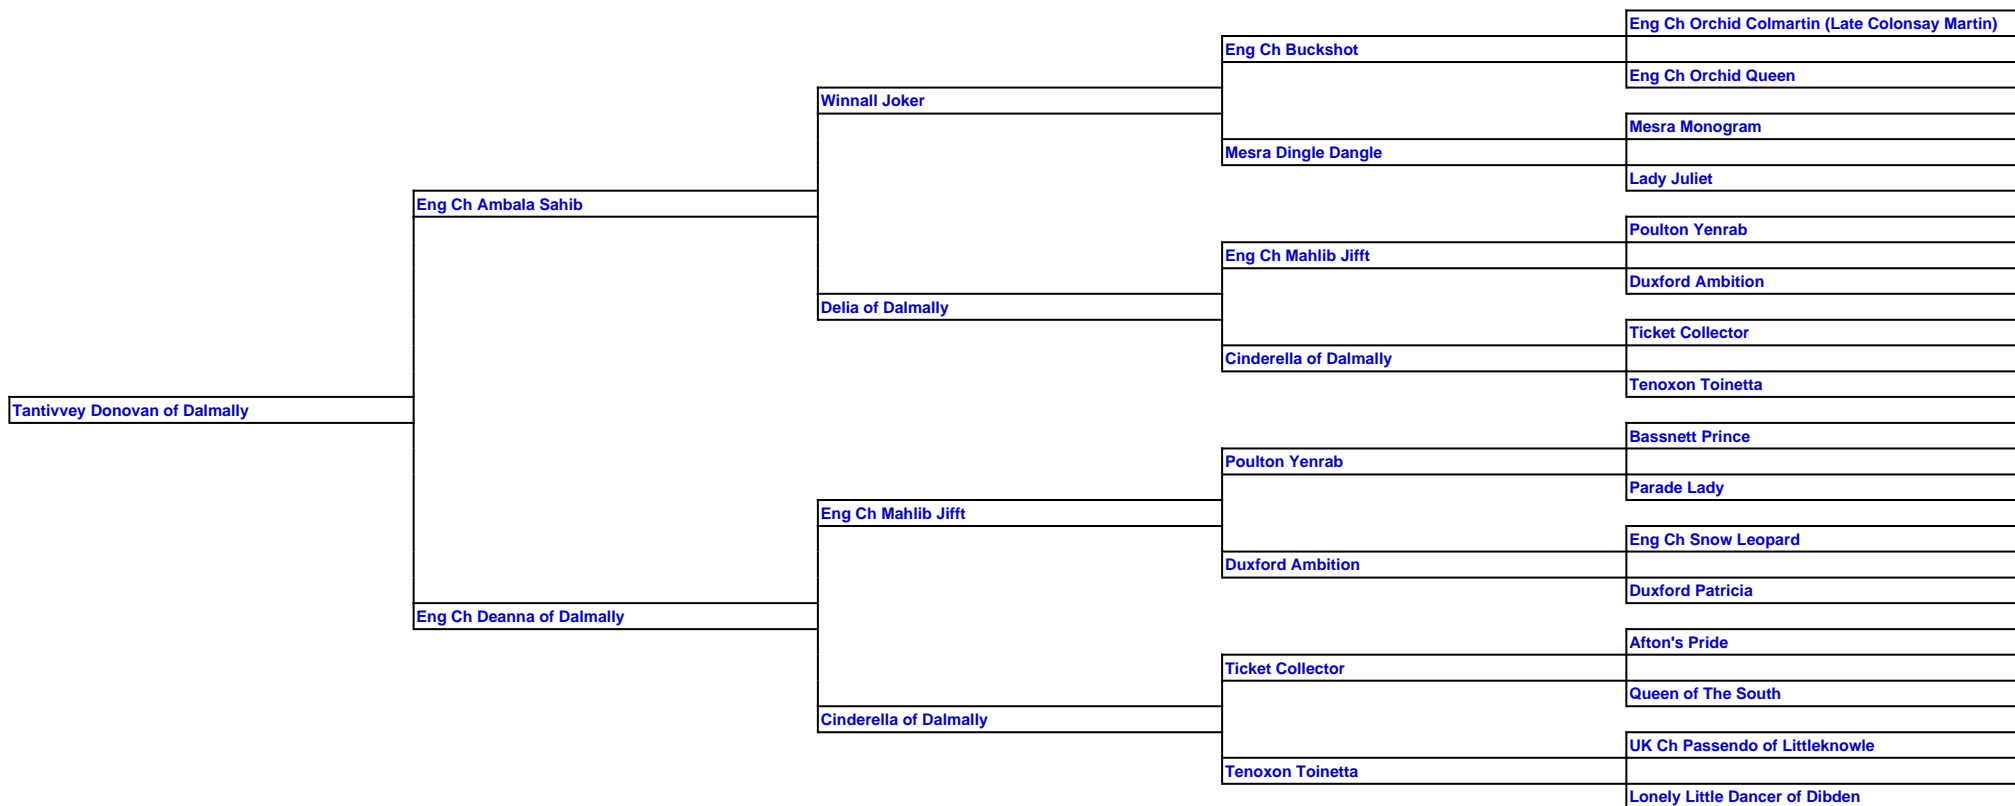 Eng Ch Orchid Colmartin (Late Colonsay Martin)
Eng Ch Buckshot
Eng Ch Orchid Queen
Winnall Joker
Mesra Monogram
Mesra Dingle Dangle
Lady Juliet
Eng Ch Ambala Sahib
Poulton Yenrab
Eng Ch Mahlib Jifft
Duxford Ambition
Delia of Dalmally
Ticket Collector
Cinderella of Dalmally
Tenoxon Toinetta
Tantivvey Donovan of Dalmally
Bassnett Prince
Poulton Yenrab
Parade Lady
Eng Ch Mahlib Jifft
Eng Ch Snow Leopard
Duxford Ambition
Duxford Patricia
Eng Ch Deanna of Dalmally
Afton's Pride
Ticket Collector
Queen of The South
Cinderella of Dalmally
UK Ch Passendo of Littleknowle
Tenoxon Toinetta
Lonely Little Dancer of Dibden